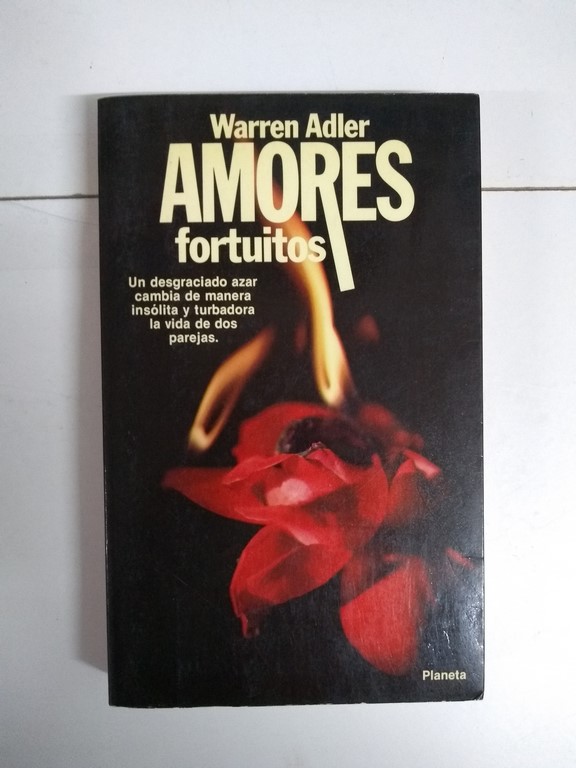 Warren Adler
AMORES
fortuitos
Un desgraciado azar
cambia de manera
insólita y turbadora
la vida de dos
parejas.
Planeta